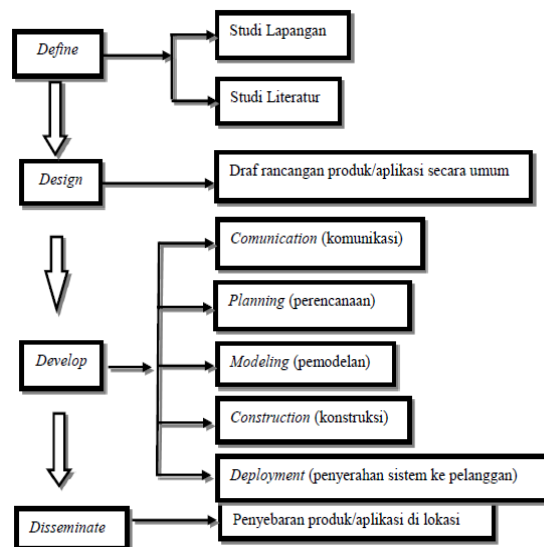 Define
Studi Lapangan
Studi Literatur
Design
Draf rancangan produk/aplikasi secara umum
Comunication (komunikasi)
Planning (perencanaan)
Develop
Modeling (pemodelan)
Construction (konstruksi)
Deployment (penyerahan sistem ke pelanggan)
Disseminate
Penyebaran produk/aplikasi di lokasi